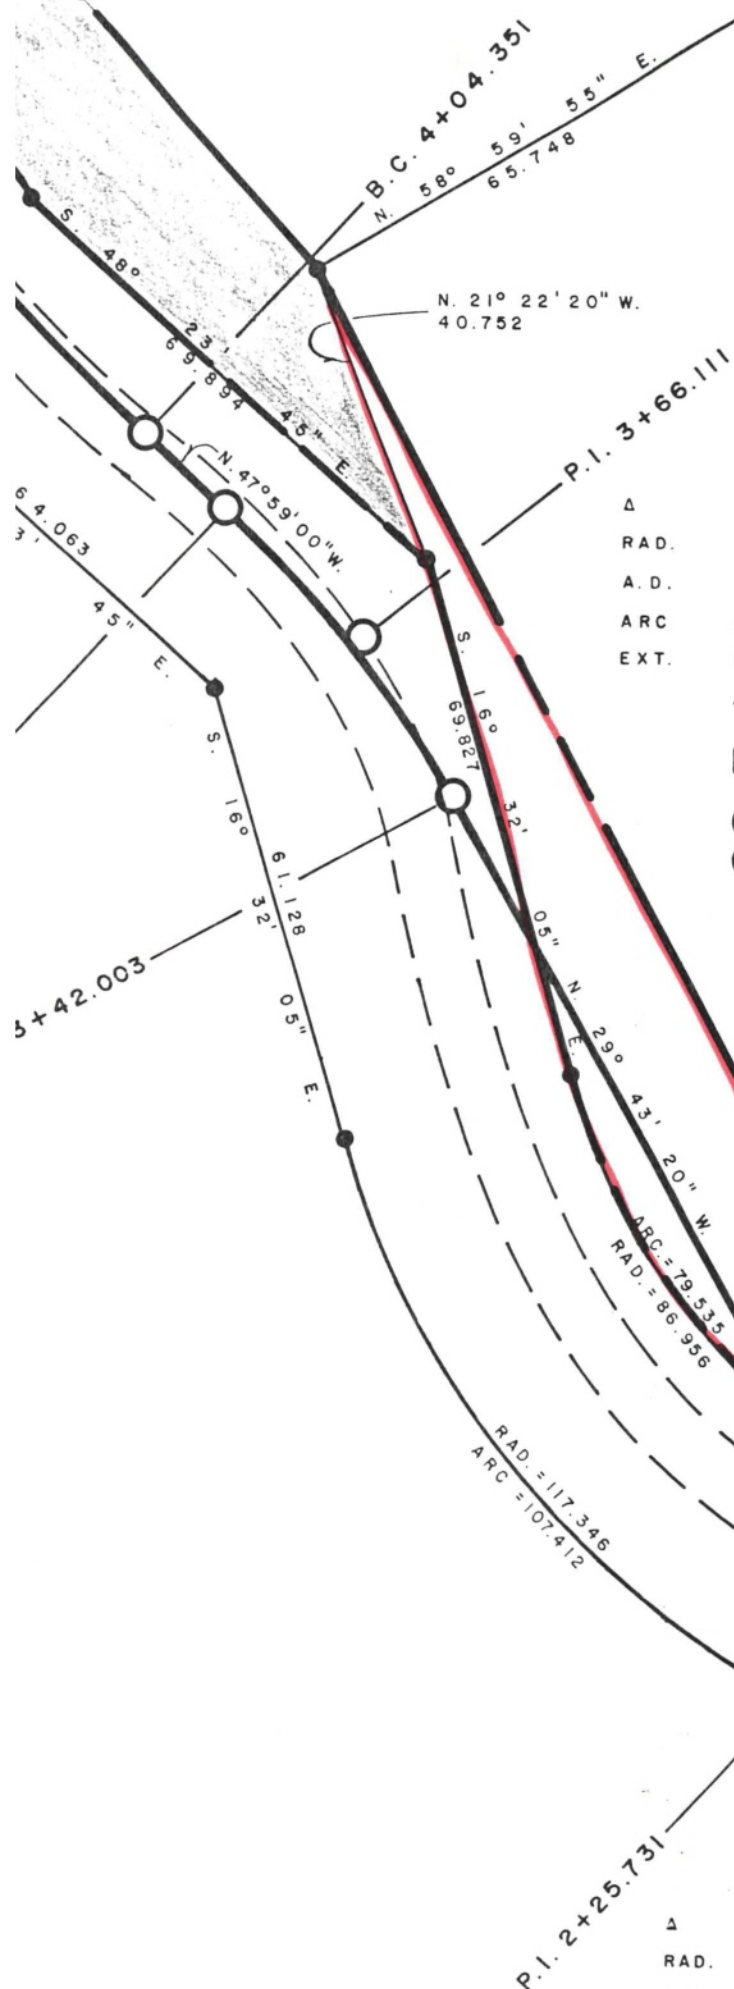 B.C. 4+04.351
N. 58° 59' 55" E.
65.748
N. 21° 22' 20" W.
40.752
S. 48° 23' 45" E.
69.894
P.I. 3+66.111
N. 47° 59' 00" W.
Δ
RAD.
A.D.
ARC
EXT.
64.063
3' 45" E.
S. 16° 32' 05" E.
69.827
S. 16° 32' 05" E.
61.128
3+42.003
N. 29° 43' 20" W.
ARC. = 79.535
RAD. = 86.956
RAD. = 117.346
ARC = 107.412
P.I. 2+25.731
Δ
RAD.